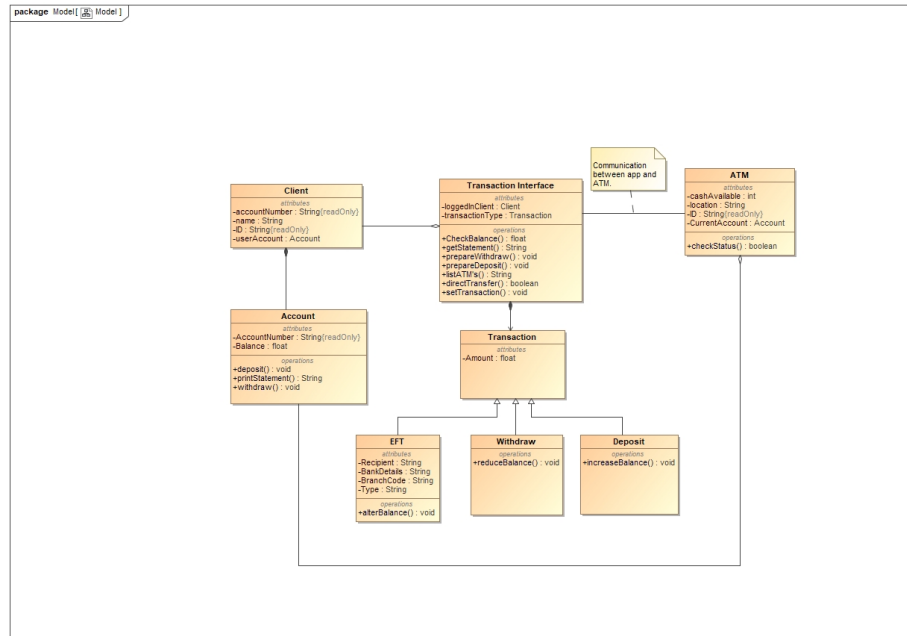 package Model [ Model ]
Communication
between app and
ATM.
Client
attributes
-accountNumber : String{readOnly}
-name : String
-ID : String{readOnly}
-userAccount : Account
Transaction Interface
attributes
-loggedInClient : Client
-transactionType : Transaction
operations
+CheckBalance() : float
+getStatement() : String
+prepareWithdraw() : void
+prepareDeposit() : void
+listATM's() : String
+directTransfer() : boolean
+setTransaction() : void
ATM
attributes
-cashAvailable : int
-location : String
-ID : String{readOnly}
-CurrentAccount : Account
operations
+checkStatus() : boolean
Account
attributes
-AccountNumber : String{readOnly}
-Balance : float
operations
+deposit() : void
+printStatement() : String
+withdraw() : void
Transaction
attributes
-Amount : float
EFT
attributes
-Recipient : String
-BankDetails : String
-BranchCode : String
-Type : String
operations
+alterBalance() : void
Withdraw
operations
+reduceBalance() : void
Deposit
operations
+increaseBalance() : void